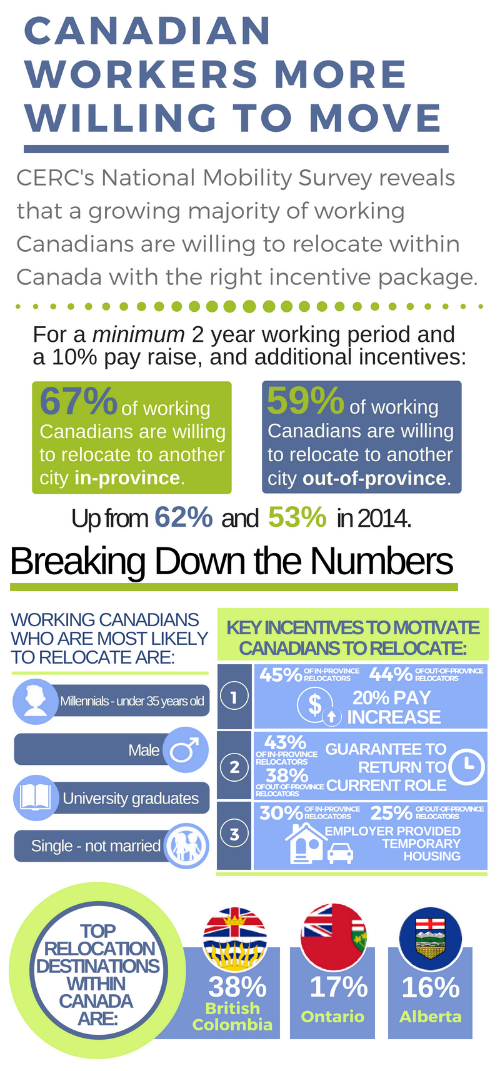 CANADIAN
WORKERS MORE
WILLING TO MOVE
CERC's National Mobility Survey reveals
that a growing majority of working
Canadians are willing to relocate within
Canada with the right incentive package.
For a minimum 2 year working period and
a 10% pay raise, and additional incentives:
67% of working
Canadians are willing
to relocate to another
city in-province.
59% of working
Canadians are willing
to relocate to another
city out-of-province.
Up from 62% and 53% in 2014.
Breaking Down the Numbers
WORKING CANADIANS
WHO ARE MOST LIKELY
TO RELOCATE ARE:
Millennials - under 35 years old
Male
University graduates
Single - not married
KEY INCENTIVES TO MOTIVATE
CANADIANS TO RELOCATE:
1
45% OF IN-PROVINCE RELOCATORS
44% OF OUT-OF-PROVINCE RELOCATORS
$
20% PAY
INCREASE
2
43%
OF IN-PROVINCE
RELOCATORS
38%
OF OUT-OF-PROVINCE
RELOCATORS
GUARANTEE TO
RETURN TO
CURRENT ROLE
3
30% OF IN-PROVINCE RELOCATORS
25% OF OUT-OF-PROVINCE RELOCATORS
EMPLOYER PROVIDED
TEMPORARY
HOUSING
TOP
RELOCATION
DESTINATIONS
WITHIN
CANADA
ARE:
38%
British
Colombia
17%
Ontario
16%
Alberta